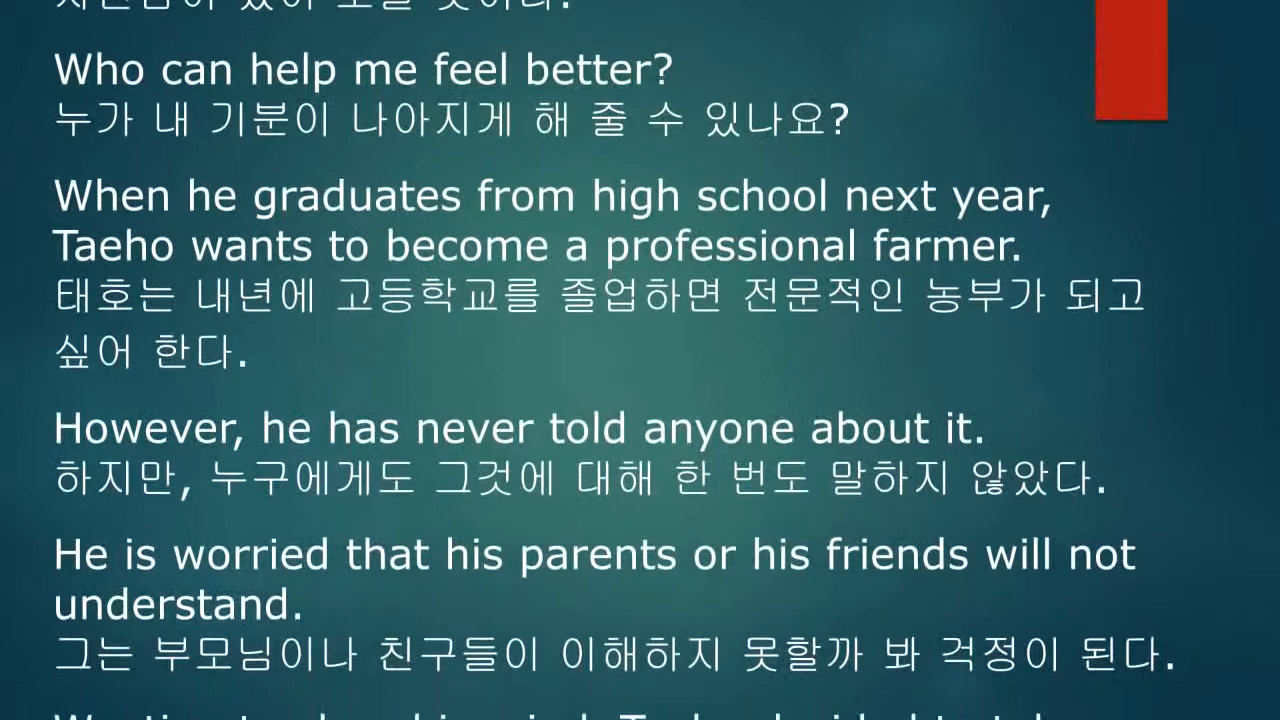 Who can help me feel better?
누가 내 기분이 나아지게 해 줄 수 있나요?
When he graduates from high school next year,
Taeho wants to become a professional farmer.
태호는 내년에 고등학교를 졸업하면 전문적인 농부가 되고
싶어 한다.
However, he has never told anyone about it.
하지만, 누구에게도 그것에 대해 한 번도 말하지 않았다.
He is worried that his parents or his friends will not
understand.
그는 부모님이나 친구들이 이해하지 못할까 봐 걱정이 된다.